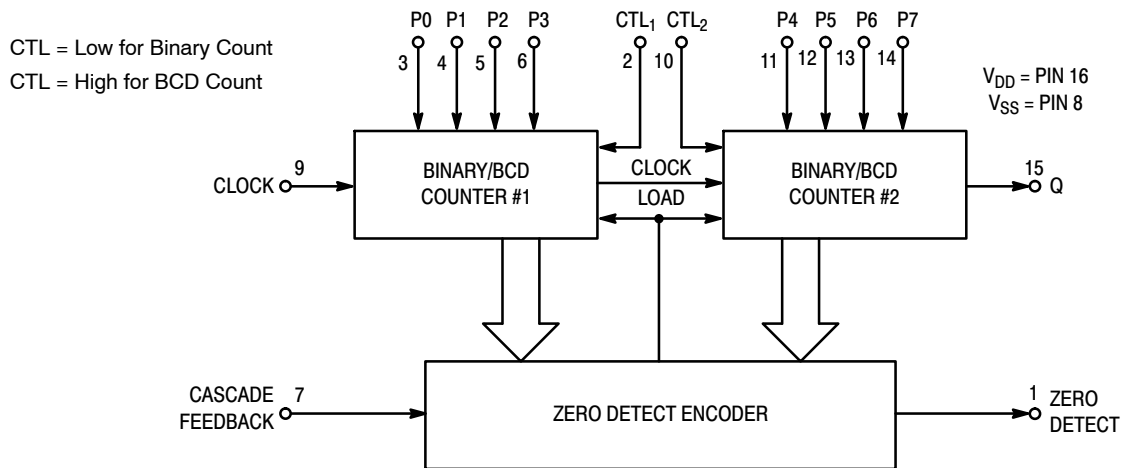 P0 P1 P2 P3 CTL1 CTL2 P4 P5 P6 P7
CTL = Low for Binary Count
CTL = High for BCD Count
3 4 5 6 2 10 11 12 13 14
VDD = PIN 16
VSS = PIN 8
CLOCK 9
BINARY/BCD
COUNTER #1
CLOCK
LOAD
BINARY/BCD
COUNTER #2
15
Q
CASCADE
FEEDBACK
7
ZERO DETECT ENCODER
1
ZERO
DETECT